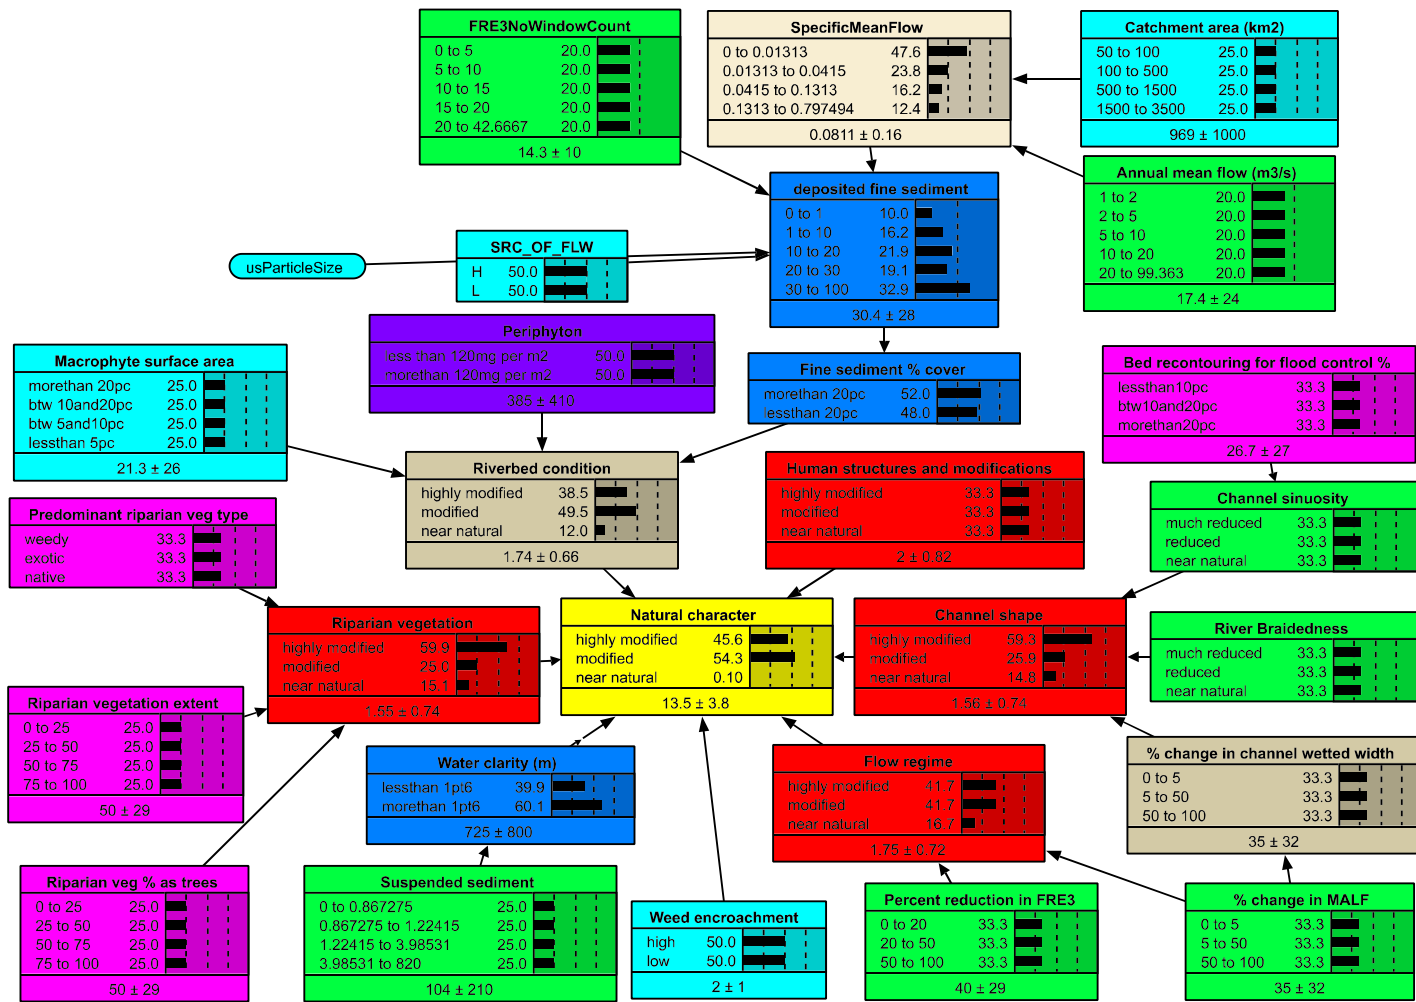 FRE3NoWindowCount
0 to 5 20.0
5 to 10 20.0
10 to 15 20.0
15 to 20 20.0
20 to 42.6667 20.0
14.3 ± 10
SpecificMeanFlow
0 to 0.01313 47.6
0.01313 to 0.0415 23.8
0.0415 to 0.1313 16.2
0.1313 to 0.797494 12.4
0.0811 ± 0.16
Catchment area (km2)
50 to 100 25.0
100 to 500 25.0
500 to 1500 25.0
1500 to 3500 25.0
969 ± 1000
Annual mean flow (m3/s)
1 to 2 20.0
2 to 5 20.0
5 to 10 20.0
10 to 20 20.0
20 to 99.363 20.0
17.4 ± 24
deposited fine sediment
0 to 1 10.0
1 to 10 16.2
10 to 20 21.9
20 to 30 19.1
30 to 100 32.9
30.4 ± 28
usParticleSize
SRC_OF_FLW
H 50.0
L 50.0
Periphyton
less than 120mg per m2 50.0
morethan 120mg per m2 50.0
385 ± 410
Macrophyte surface area
morethan 20pc 25.0
btw 10and20pc 25.0
btw 5and10pc 25.0
lessthan 5pc 25.0
21.3 ± 26
Fine sediment % cover
morethan 20pc 52.0
lessthan 20pc 48.0
Bed recontouring for flood control %
lessthan10pc 33.3
btw10and20pc 33.3
morethan20pc 33.3
26.7 ± 27
Riverbed condition
highly modified 38.5
modified 49.5
near natural 12.0
1.74 ± 0.66
Human structures and modifications
highly modified 33.3
modified 33.3
near natural 33.3
2 ± 0.82
Channel sinuosity
much reduced 33.3
reduced 33.3
near natural 33.3
Predominant riparian veg type
weedy 33.3
exotic 33.3
native 33.3
Riparian vegetation
highly modified 59.9
modified 25.0
near natural 15.1
1.55 ± 0.74
Natural character
highly modified 45.6
modified 54.3
near natural 0.10
13.5 ± 3.8
Channel shape
highly modified 59.3
modified 25.9
near natural 14.8
1.56 ± 0.74
River Braidedness
much reduced 33.3
reduced 33.3
near natural 33.3
Riparian vegetation extent
0 to 25 25.0
25 to 50 25.0
50 to 75 25.0
75 to 100 25.0
50 ± 29
Water clarity (m)
lessthan 1pt6 39.9
morethan 1pt6 60.1
725 ± 800
Flow regime
highly modified 41.7
modified 41.7
near natural 16.7
1.75 ± 0.72
% change in channel wetted width
0 to 5 33.3
5 to 50 33.3
50 to 100 33.3
35 ± 32
Riparian veg % as trees
0 to 25 25.0
25 to 50 25.0
50 to 75 25.0
75 to 100 25.0
50 ± 29
Suspended sediment
0 to 0.867275 25.0
0.867275 to 1.22415 25.0
1.22415 to 3.98531 25.0
3.98531 to 820 25.0
104 ± 210
Weed encroachment
high 50.0
low 50.0
2 ± 1
Percent reduction in FRE3
0 to 20 33.3
20 to 50 33.3
50 to 100 33.3
40 ± 29
% change in MALF
0 to 5 33.3
5 to 50 33.3
50 to 100 33.3
35 ± 32